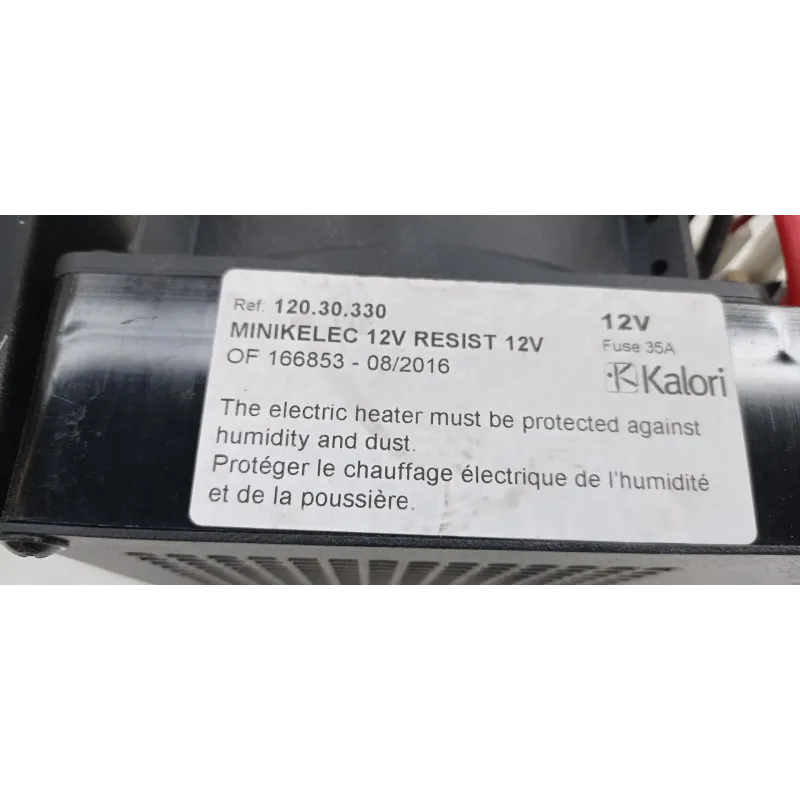 Ref. 120.30.330
MINIKELEC 12V RESIST 12V
OF 166853 - 08/2016
12V
Fuse 35A
Kalori
The electric heater must be protected against
humidity and dust.
Protéger le chauffage électrique de l'humidité
et de la poussière.